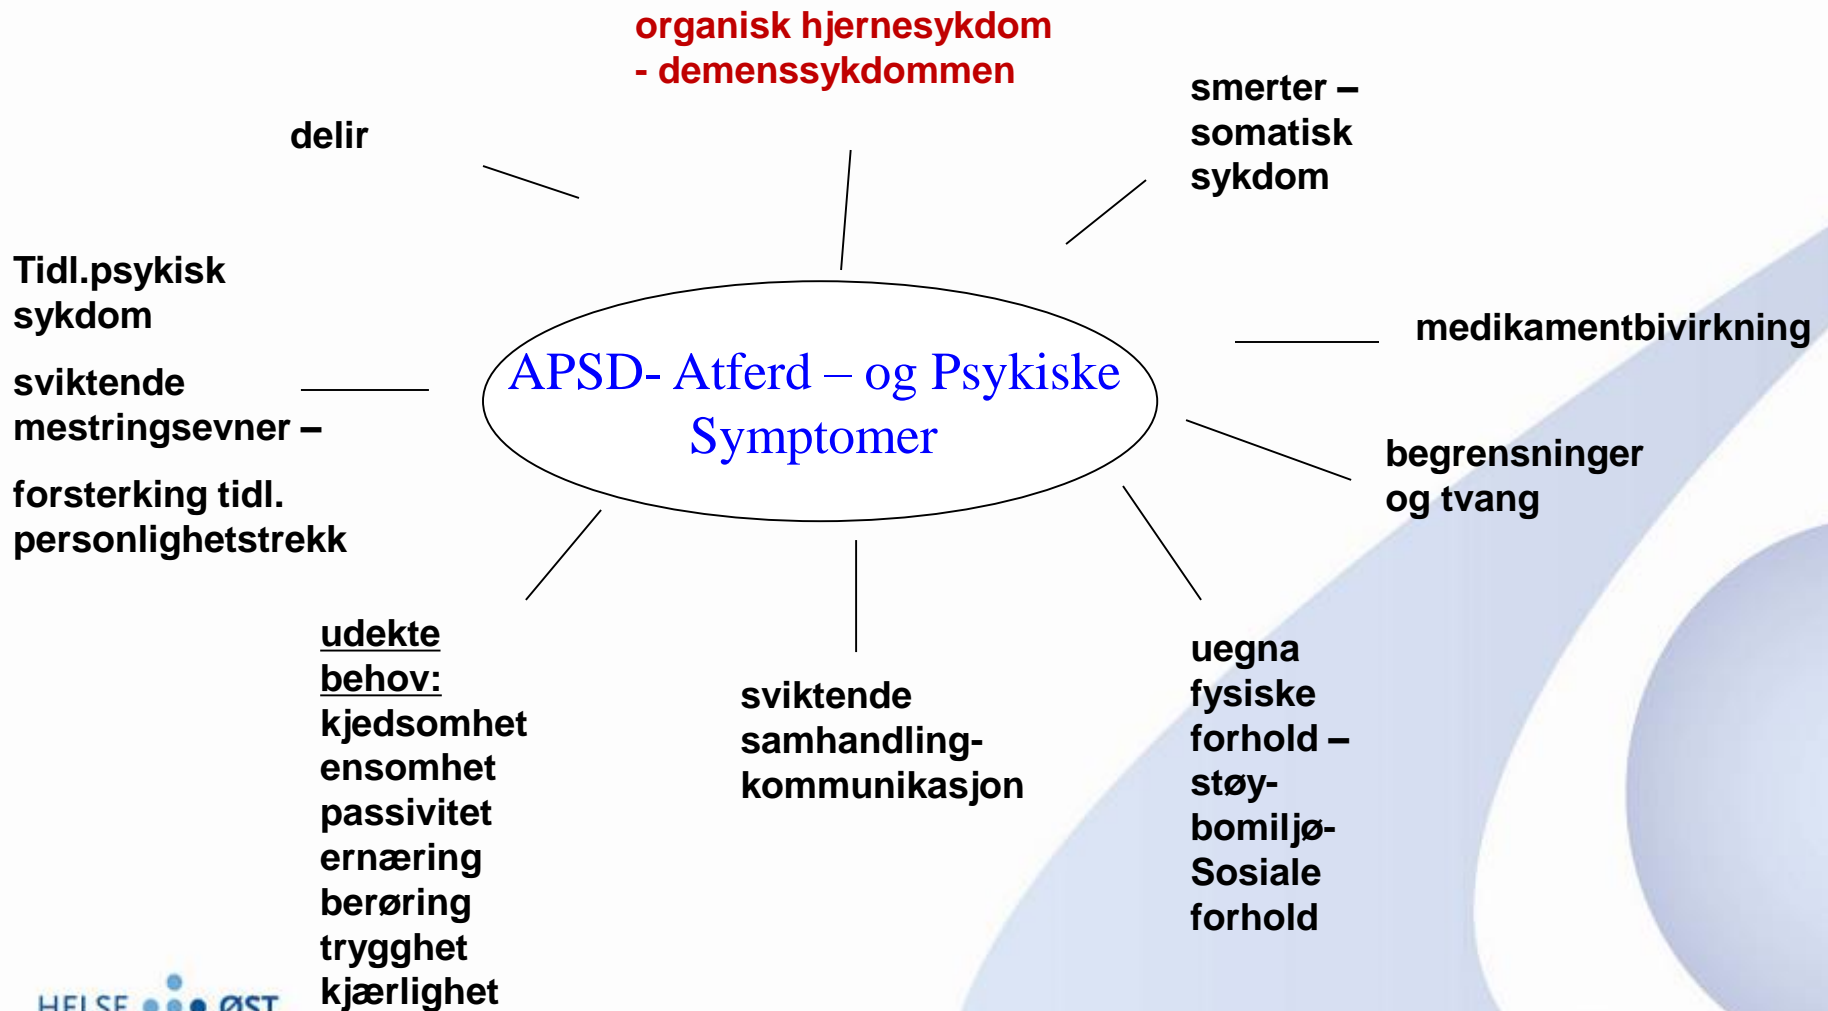 organisk hjernesykdom
- demenssykdommen
delir
smerter –
somatisk
sykdom
Tidl.psykisk
sykdom
sviktende
mestringsevner –
forsterking tidl.
personlighetstrekk
APSD- Atferd – og Psykiske
Symptomer
medikamentbivirkning
begrensninger
og tvang
udekte
behov:
kjedsomhet
ensomhet
passivitet
ernæring
berøring
trygghet
kjærlighet
sviktende
samhandling-
kommunikasjon
uegna
fysiske
forhold –
støy-
bomiljø-
Sosiale
forhold
HELSE ØST